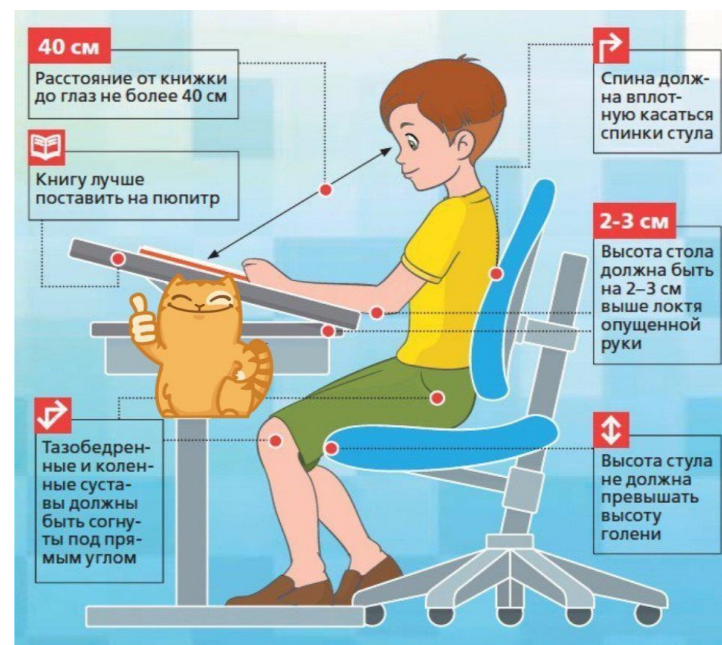 40 см
Расстояние от книжки
до глаз не более 40 см
Книгу лучше
поставить на пюпитр
Спина долж-
на вплот-
ную касаться
спинки стула
2-3 см
Высота стола
должна быть
на 2–3 см
выше локтя
опущенной
руки
Тазобедрен-
ные и колен-
ные суста-
вы должны
быть согну-
ты под пря-
мым углом
Высота стула
не должна
превышать
высоту
голени